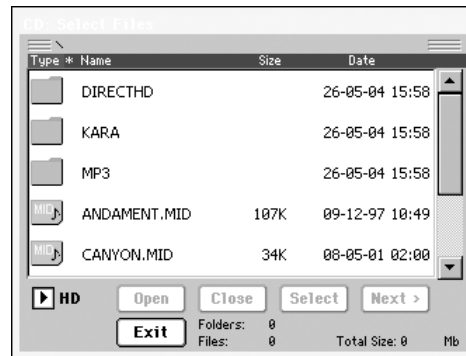 CD: Select Files
Type * Name Size Date
DIRECTHD 26-05-04 15:58
KARA 26-05-04 15:58
MP3 26-05-04 15:58
MID ANDAMENT.MID 107K 09-12-97 10:49
MID CANYON.MID 34K 08-05-01 02:00
HD Open Close Select Next >
Exit Folders: 0
Files: 0 Total Size: 0 Mb